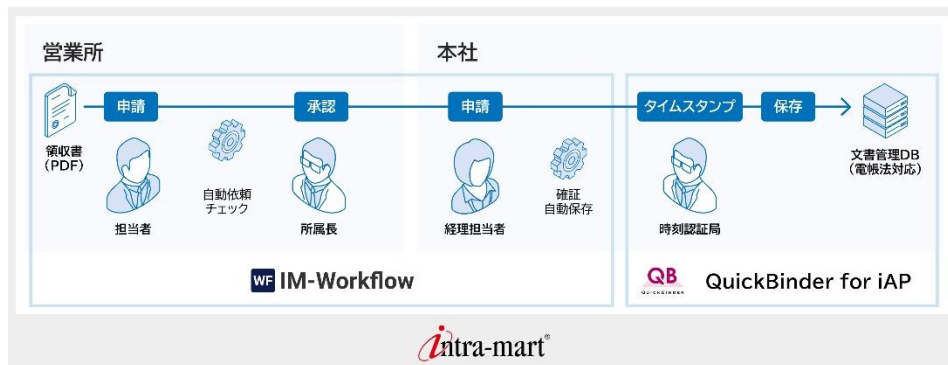 営業所
本社
申請
承認
申請
タイムスタンプ
保存
領収書
(PDF)
担当者
自動依頼
チェック
所属長
経理担当者
確証
自動保存
時刻認証局
文書管理DB
(電帳法対応)
WF IM-Workflow
QB
QUICKBINDER
QuickBinder for iAP
intra-mart®